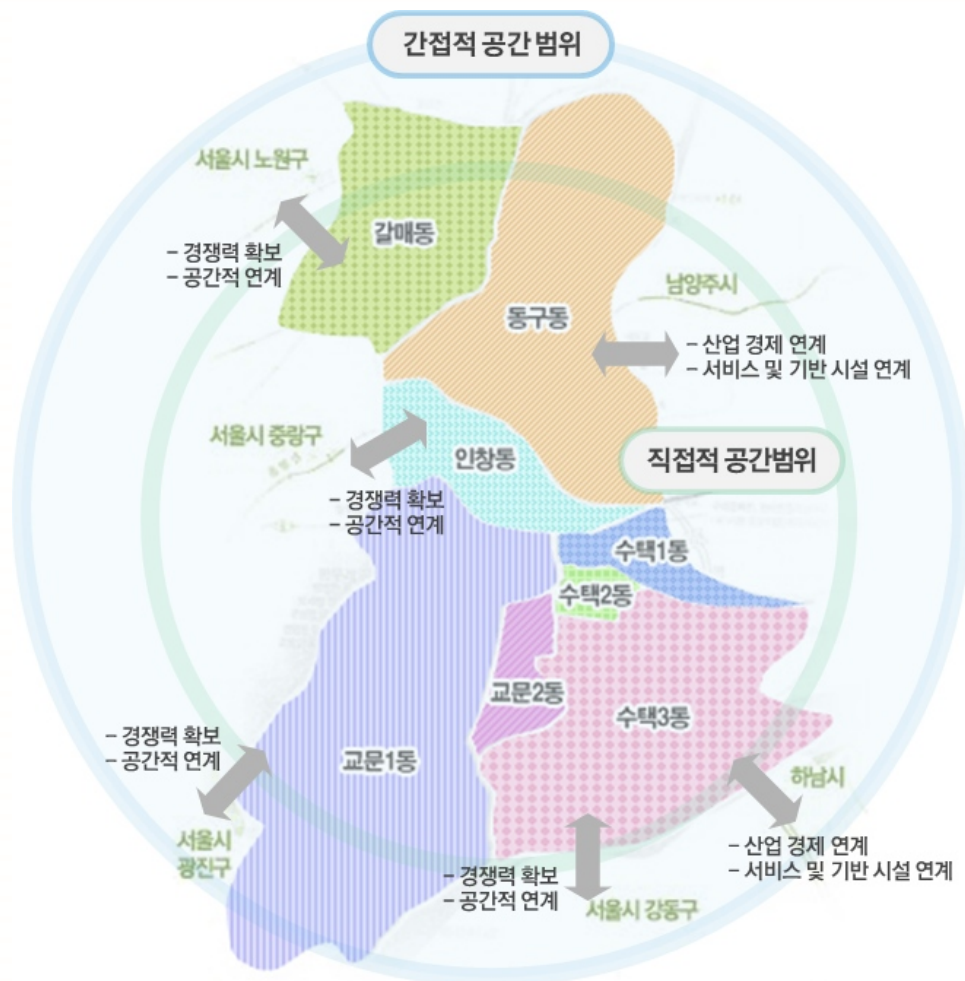 간접적 공간 범위
서울시 노원구
갈매동
- 경쟁력 확보
- 공간적 연계
남양주시
동구동
- 산업 경제 연계
- 서비스 및 기반 시설 연계
서울시 중랑구
인창동
직접적 공간범위
- 경쟁력 확보
- 공간적 연계
수택1동
수택2동
교문2동
수택3동
- 경쟁력 확보
- 공간적 연계
교문1동
하남시
서울시
광진구
- 산업 경제 연계
- 서비스 및 기반 시설 연계
- 경쟁력 확보
- 공간적 연계
서울시 강동구